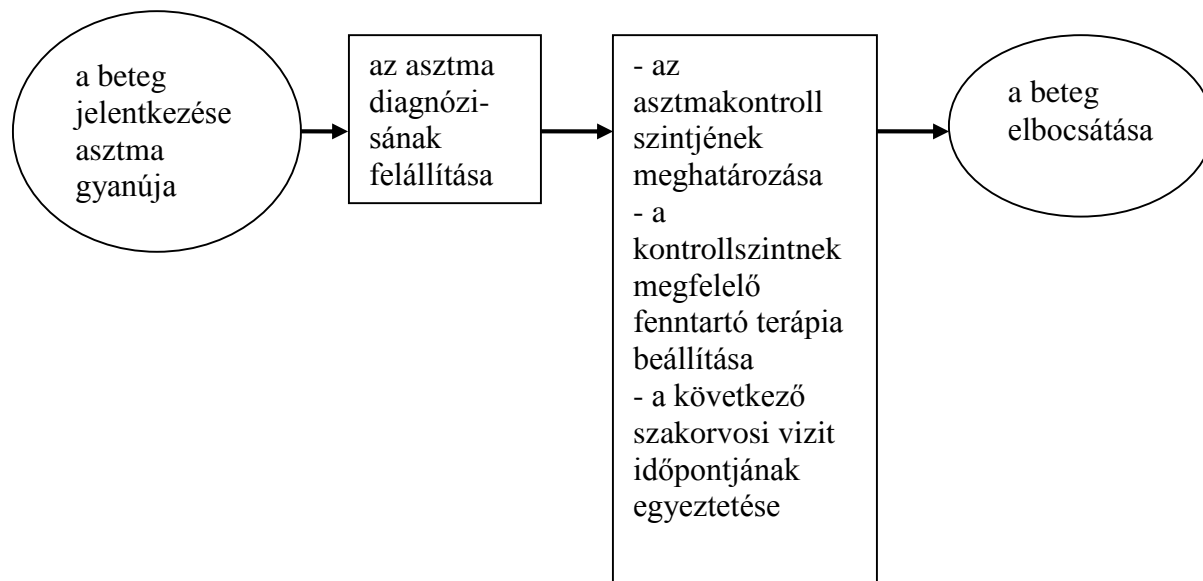 a beteg
jelentkezése
asztma
gyanúja
az asztma
diagnózi-
sának
felállítása
- az
asztmakontroll
szintjének
meghatározása
- a
kontrollszintnek
megfelelő
fenntartó terápia
beállítása
- a következő
szakorvosi vizit
időpontjának
egyeztetése
a beteg
elbocsátása